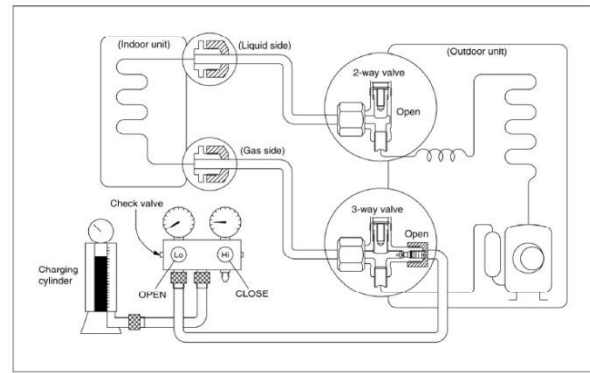 (Indoor unit)
(Liquid side)
(Outdoor unit)
2-way valve
Open
(Gas side)
3-way valve
Open
Check valve
Lo
Hi
Charging
cylinder
OPEN
CLOSE